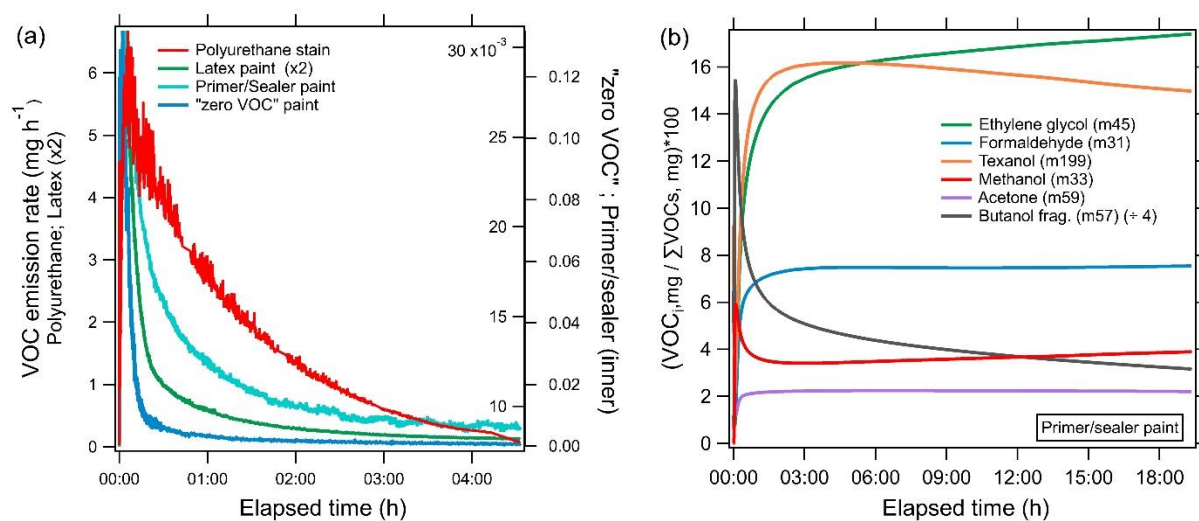 (a)
Polyurethane stain
Latex paint (x2)
Primer/Sealer paint
"zero VOC" paint
30 x10⁻³
VOC emission rate (mg h⁻¹)
Polyurethane; Latex (x2)
6
5
4
3
2
1
0
25
20
15
10
0.12
0.10
0.08
0.06
0.04
0.02
0.00
"zero VOC" ; Primer/sealer (inner)
00:00 01:00 02:00 03:00 04:00
Elapsed time (h)
(b)
(VOCᵢ,mg / ∑VOCs, mg)*100
16
14
12
10
8
6
4
2
0
Ethylene glycol (m45)
Formaldehyde (m31)
Texanol (m199)
Methanol (m33)
Acetone (m59)
Butanol frag. (m57) (÷ 4)
Primer/sealer paint
00:00 03:00 06:00 09:00 12:00 15:00 18:00
Elapsed time (h)